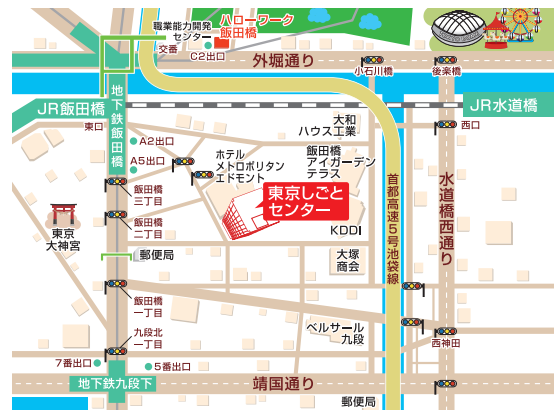 職業能力開発
センター
交番
C2出口
ハローワーク
飯田橋
外堀通り
小石川橋
後楽橋
JR飯田橋
地下鉄飯田橋
JR水道橋
東口
西口
A2出口
A5出口
大和
ハウス工業
ホテル
メトロポリタン
エドモント
飯田橋
アイガーデン
テラス
飯田橋
三丁目
東京しごと
センター
首都高速5号池袋線
水道橋西通り
東京
大神宮
飯田橋
二丁目
KDDI
郵便局
大塚
商会
飯田橋
一丁目
九段北
一丁目
ベルサール
九段
西神田
7番出口
5番出口
地下鉄九段下
靖国通り
郵便局